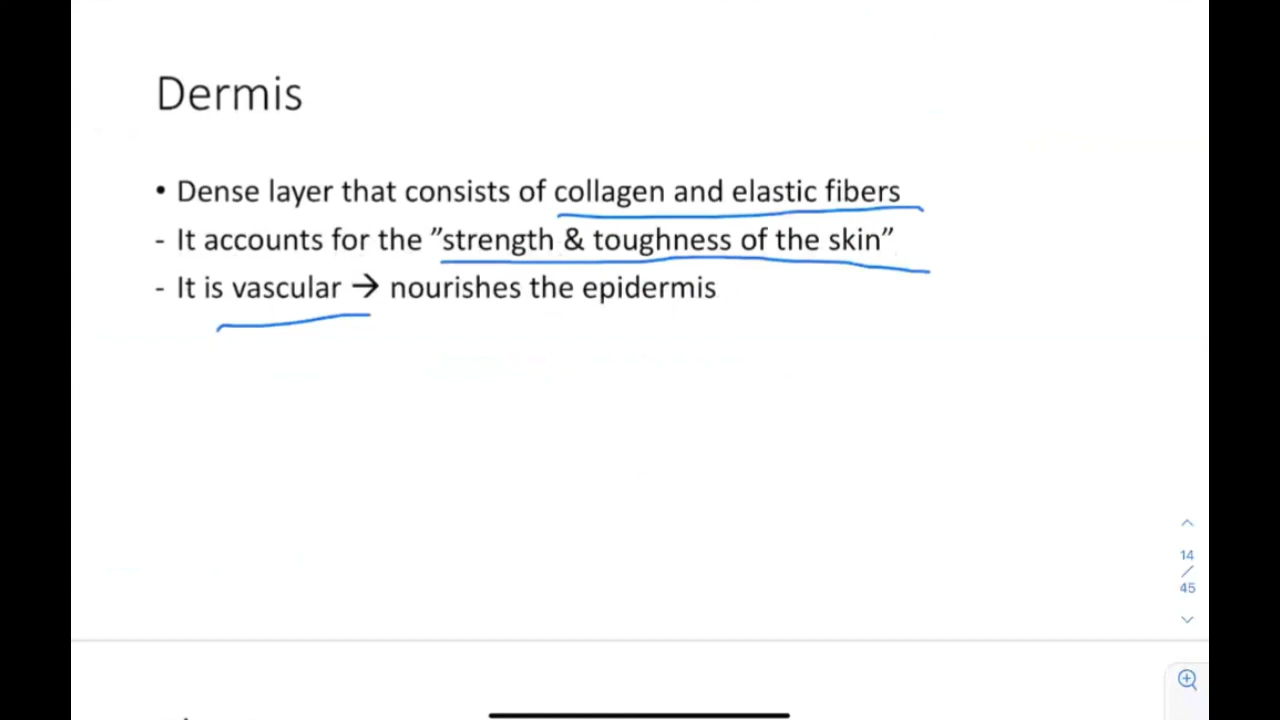 Dermis
• Dense layer that consists of collagen and elastic fibers
- It accounts for the ”strength & toughness of the skin”
- It is vascular → nourishes the epidermis
14
/
45